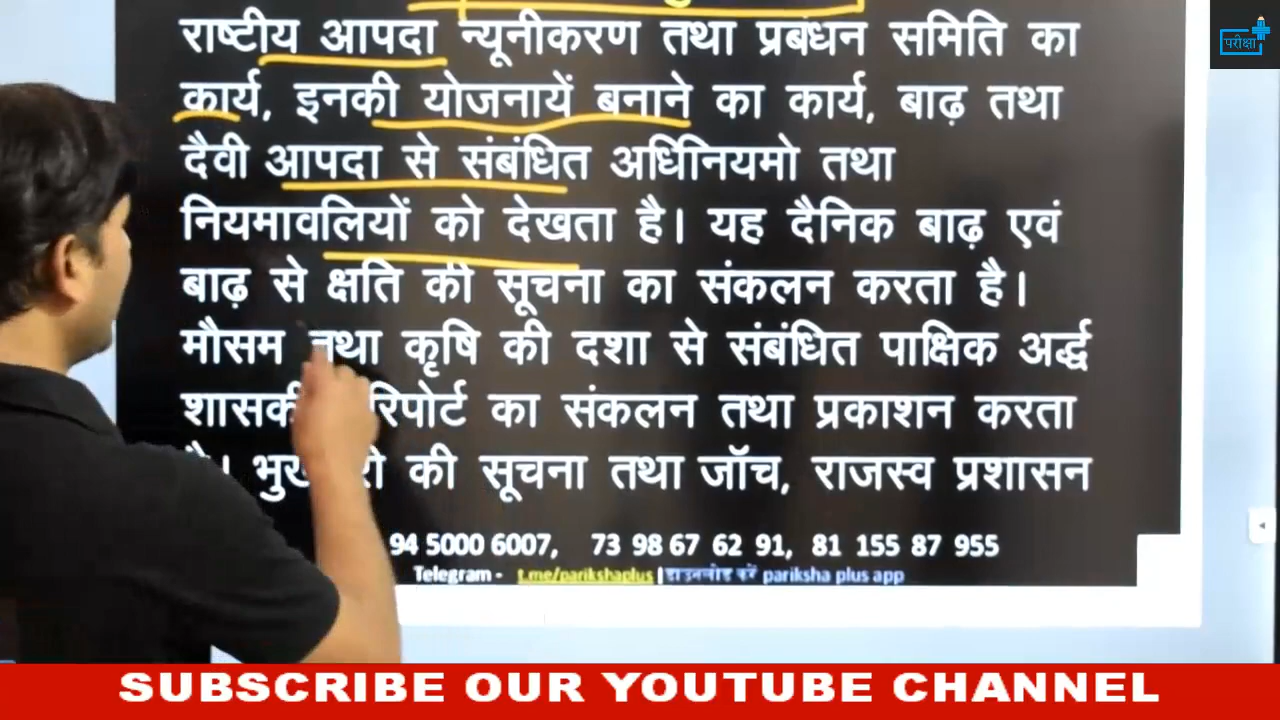 राष्टीय आपदा न्यूनीकरण तथा प्रबंधन समिति का
कार्य, इनकी योजनायें बनाने का कार्य, बाढ़ तथा
दैवी आपदा से संबंधित अधिनियमो तथा
नियमावलियों को देखता है। यह दैनिक बाढ़ एवं
बाढ़ से क्षति की सूचना का संकलन करता है।
मौसम तथा कृषि की दशा से संबंधित पाक्षिक अर्द्ध
रिपोर्ट का संकलन तथा प्रकाशन करता
की सूचना तथा जॉच, राजस्व प्रशासन
94 5000 6007, 73 98 67 62 91, 81 155 87 955
Telegram - t.me/parikshaplus | डाउनलोड करें pariksha plus app
परीक्षा
SUBSCRIBE OUR YOUTUBE CHANNEL